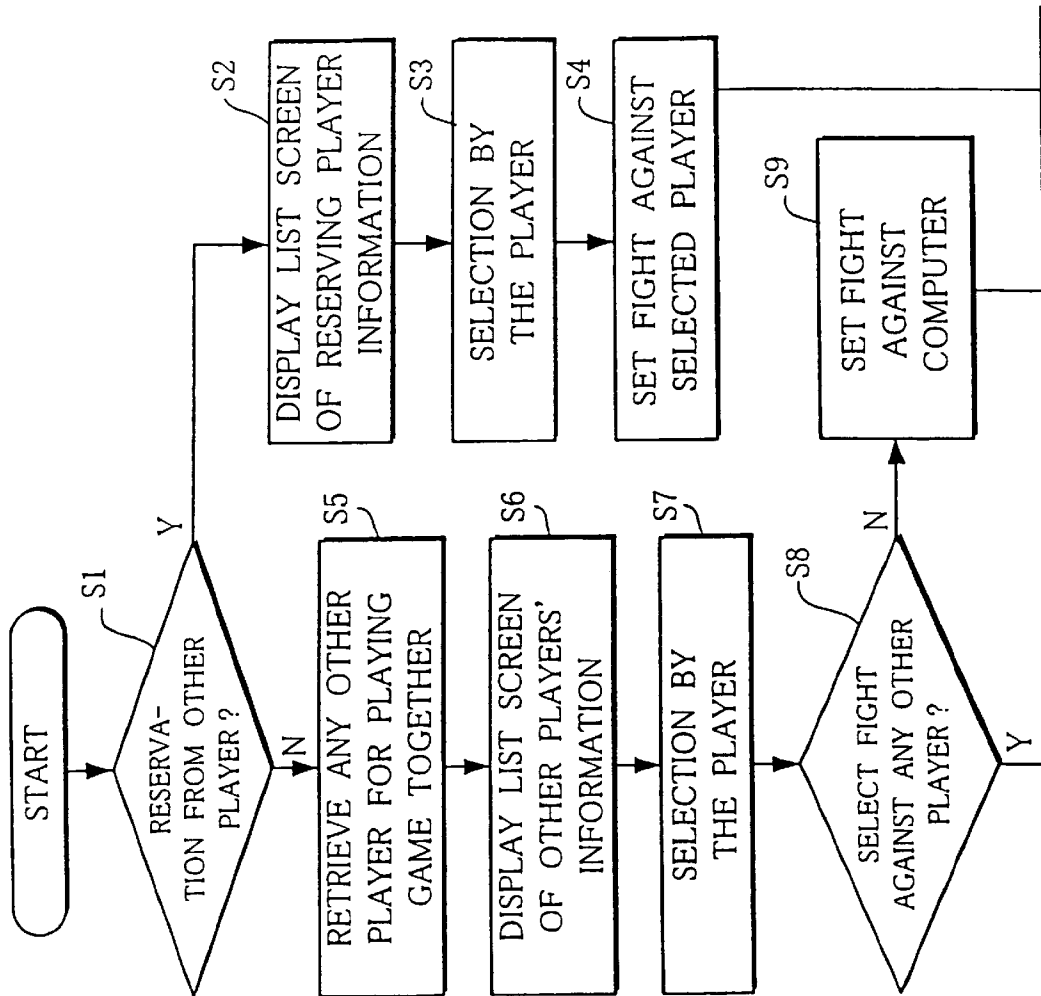 START
S1
RESERVA-
TION FROM OTHER
PLAYER?
Y
N
S2
DISPLAY LIST SCREEN
OF RESERVING PLAYER
INFORMATION
S3
SELECTION BY
THE PLAYER
S4
SET FIGHT AGAINST
SELECTED PLAYER
S5
RETRIEVE ANY OTHER
PLAYER FOR PLAYING
GAME TOGETHER
S6
DISPLAY LIST SCREEN
OF OTHER PLAYERS'
INFORMATION
S7
SELECTION BY
THE PLAYER
S8
SELECT FIGHT
AGAINST ANY OTHER
PLAYER?
N
Y
S9
SET FIGHT
AGAINST
COMPUTER